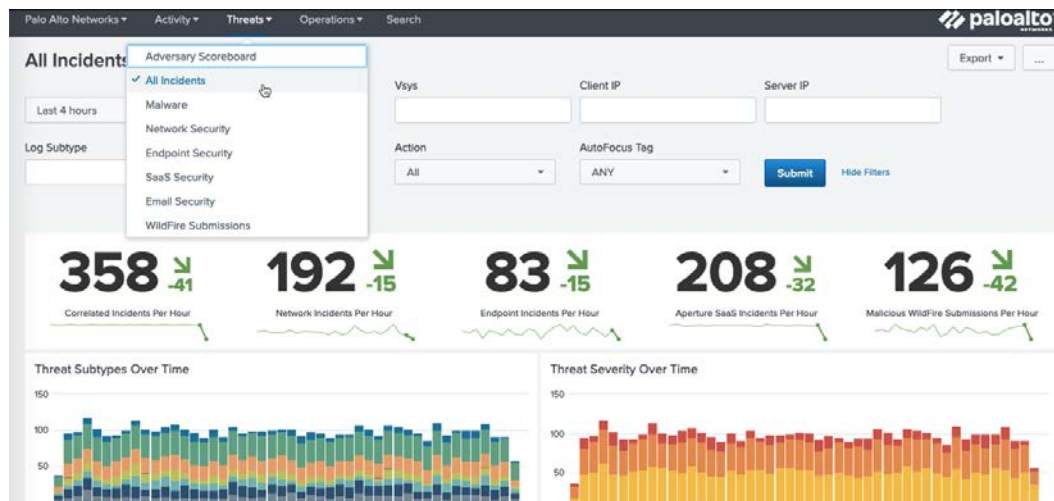 Palo Alto Networks Activity Threats Operations Search
paloalto
NETWORKS
All Incidents
Export
...
Adversary Scoreboard
All Incidents
Malware
Network Security
Endpoint Security
SaaS Security
Email Security
WildFire Submissions
Last 4 hours
Vsys
Client IP
Server IP
Log Subtype
Action
All
AutoFocus Tag
ANY
Submit
Hide Filters
358 -41
Correlated Incidents Per Hour
192 -15
Network Incidents Per Hour
83 -15
Endpoint Incidents Per Hour
208 -32
Aperture SaaS Incidents Per Hour
126 -42
Malicious WildFire Submissions Per Hour
Threat Subtypes Over Time
150
100
50
Threat Severity Over Time
150
100
50